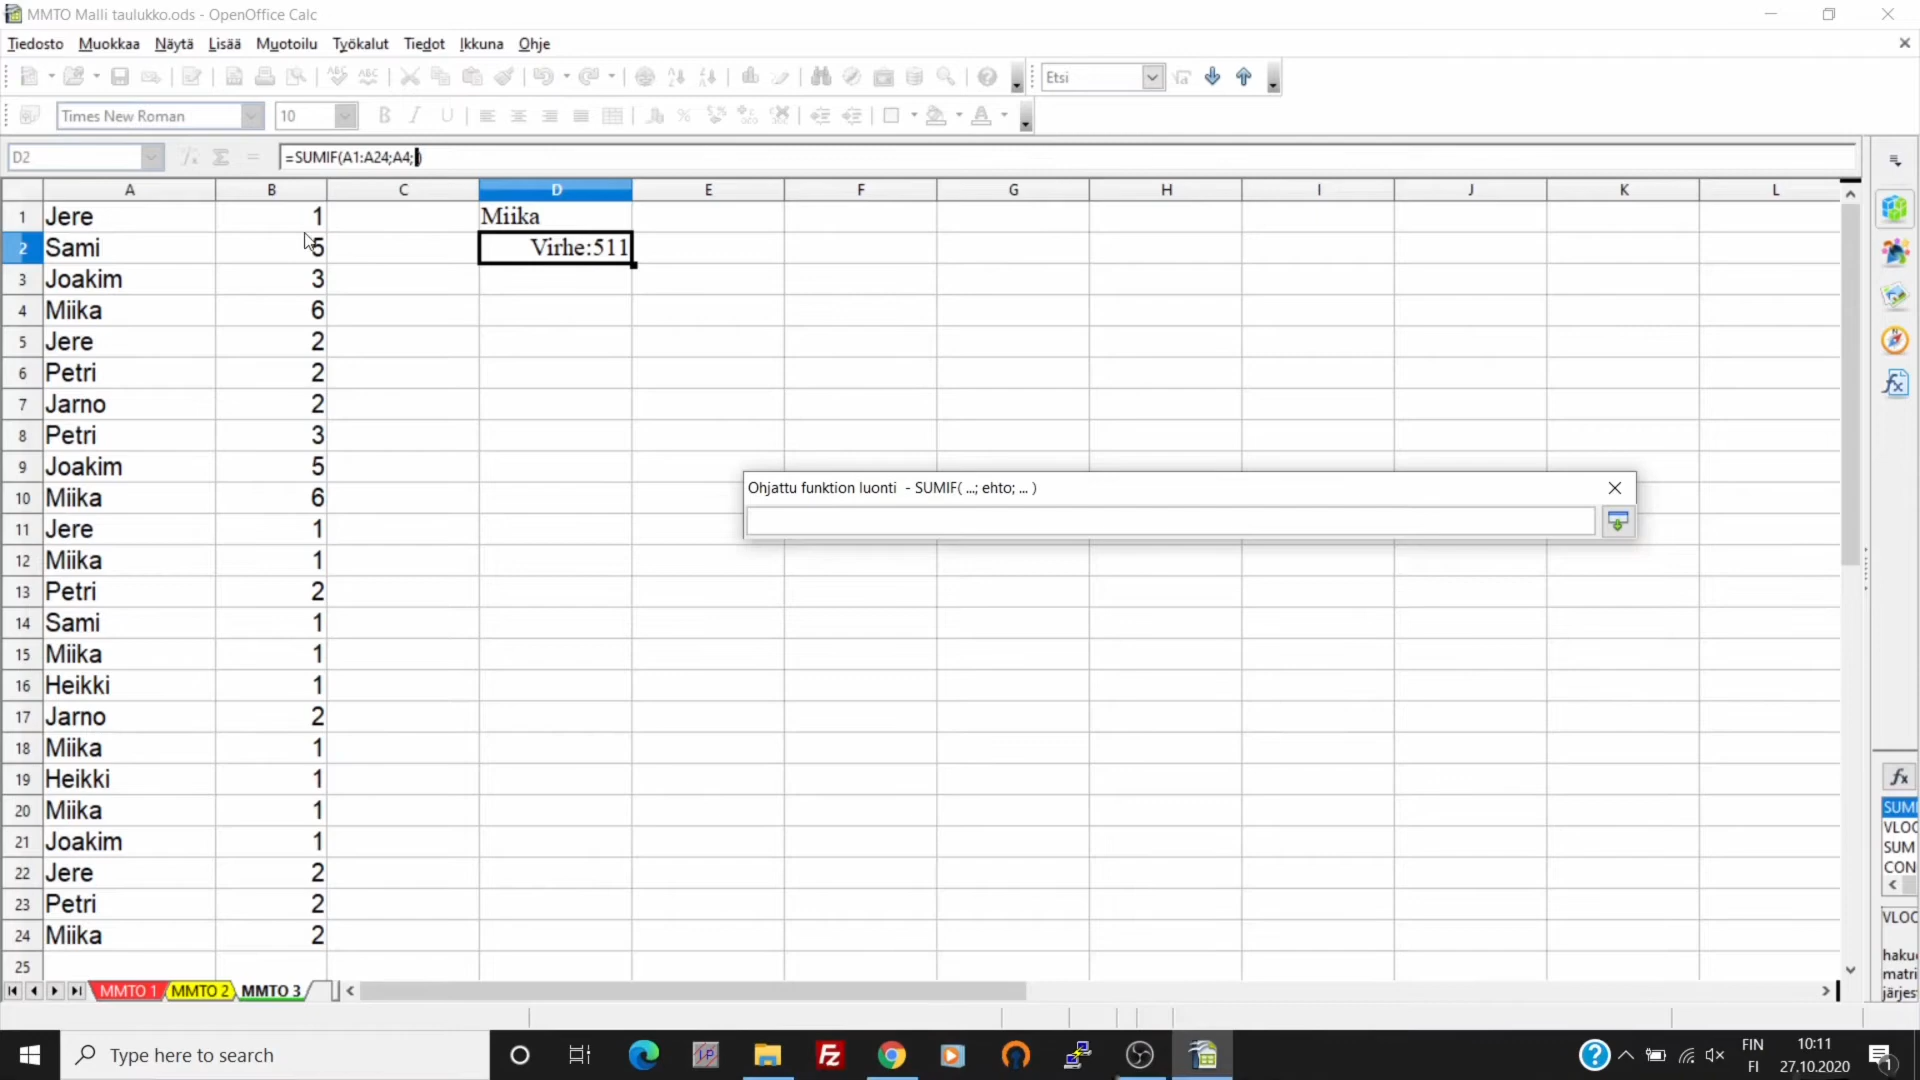 MMTO Malli taulukko.ods - OpenOffice Calc
Tiedosto Muokkaa Näytä Lisää Muotoilu Työkalut Tiedot Ikkuna Ohje
Etsi
Times New Roman 10
D2 =SUMIF(A1:A24;A4; )
A B C D E F G H I J K L
1 Jere 1 Miika
2 Sami 5 Virhe:511
3 Joakim 3
4 Miika 6
5 Jere 2
6 Petri 2
7 Jarno 2
8 Petri 3
9 Joakim 5
Ohjattu funktion luonti - SUMIF( ...; ehto; ... )
10 Miika 6
11 Jere 1
12 Miika 1
13 Petri 2
14 Sami 1
15 Miika 1
16 Heikki 1
17 Jarno 2
18 Miika 1
19 Heikki 1
20 Miika 1
21 Joakim 1
22 Jere 2
23 Petri 2
24 Miika 2
25
SUMI
VLOC
SUM
CON
VLOC
haku
matri
järjes
MMTO 1 MMTO 2 MMTO 3
Type here to search
FIN
FI
10:11
27.10.2020
1